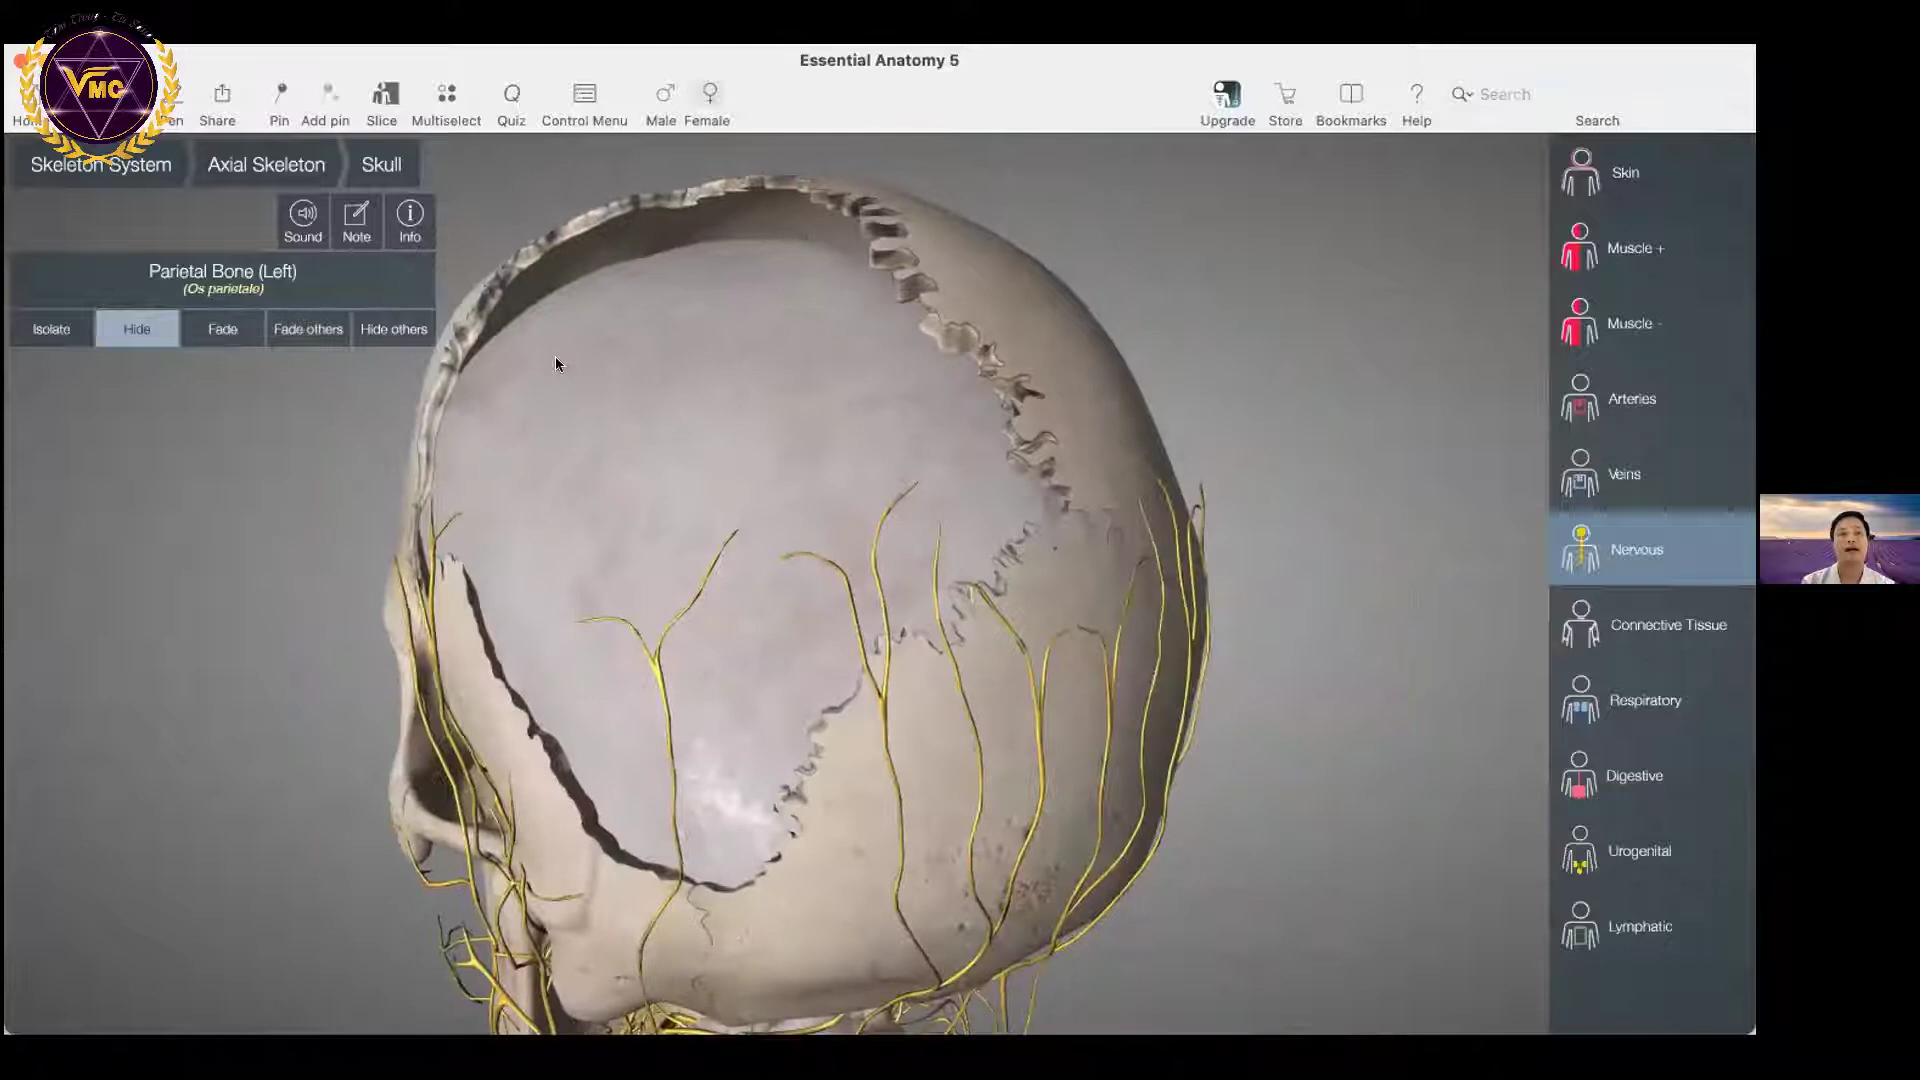 VMC
Essential Anatomy 5
Share
Pin
Add pin
Slice
Multiselect
Quiz
Control Menu
Male
Female
Upgrade
Store
Bookmarks
Help
Search
Search
Skeleton System
Axial Skeleton
Skull
Sound
Note
Info
Parietal Bone (Left)
(Os parietale)
Isolate
Hide
Fade
Fade others
Hide others
Skin
Muscle +
Muscle -
Arteries
Veins
Nervous
Connective Tissue
Respiratory
Digestive
Urogenital
Lymphatic